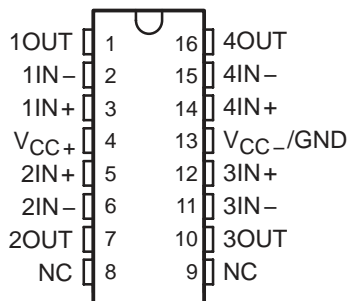 1OUT 1 16 4OUT
1IN− 2 15 4IN−
1IN+ 3 14 4IN+
VCC+ 4 13 VCC−/GND
2IN+ 5 12 3IN+
2IN− 6 11 3IN−
2OUT 7 10 3OUT
NC 8 9 NC